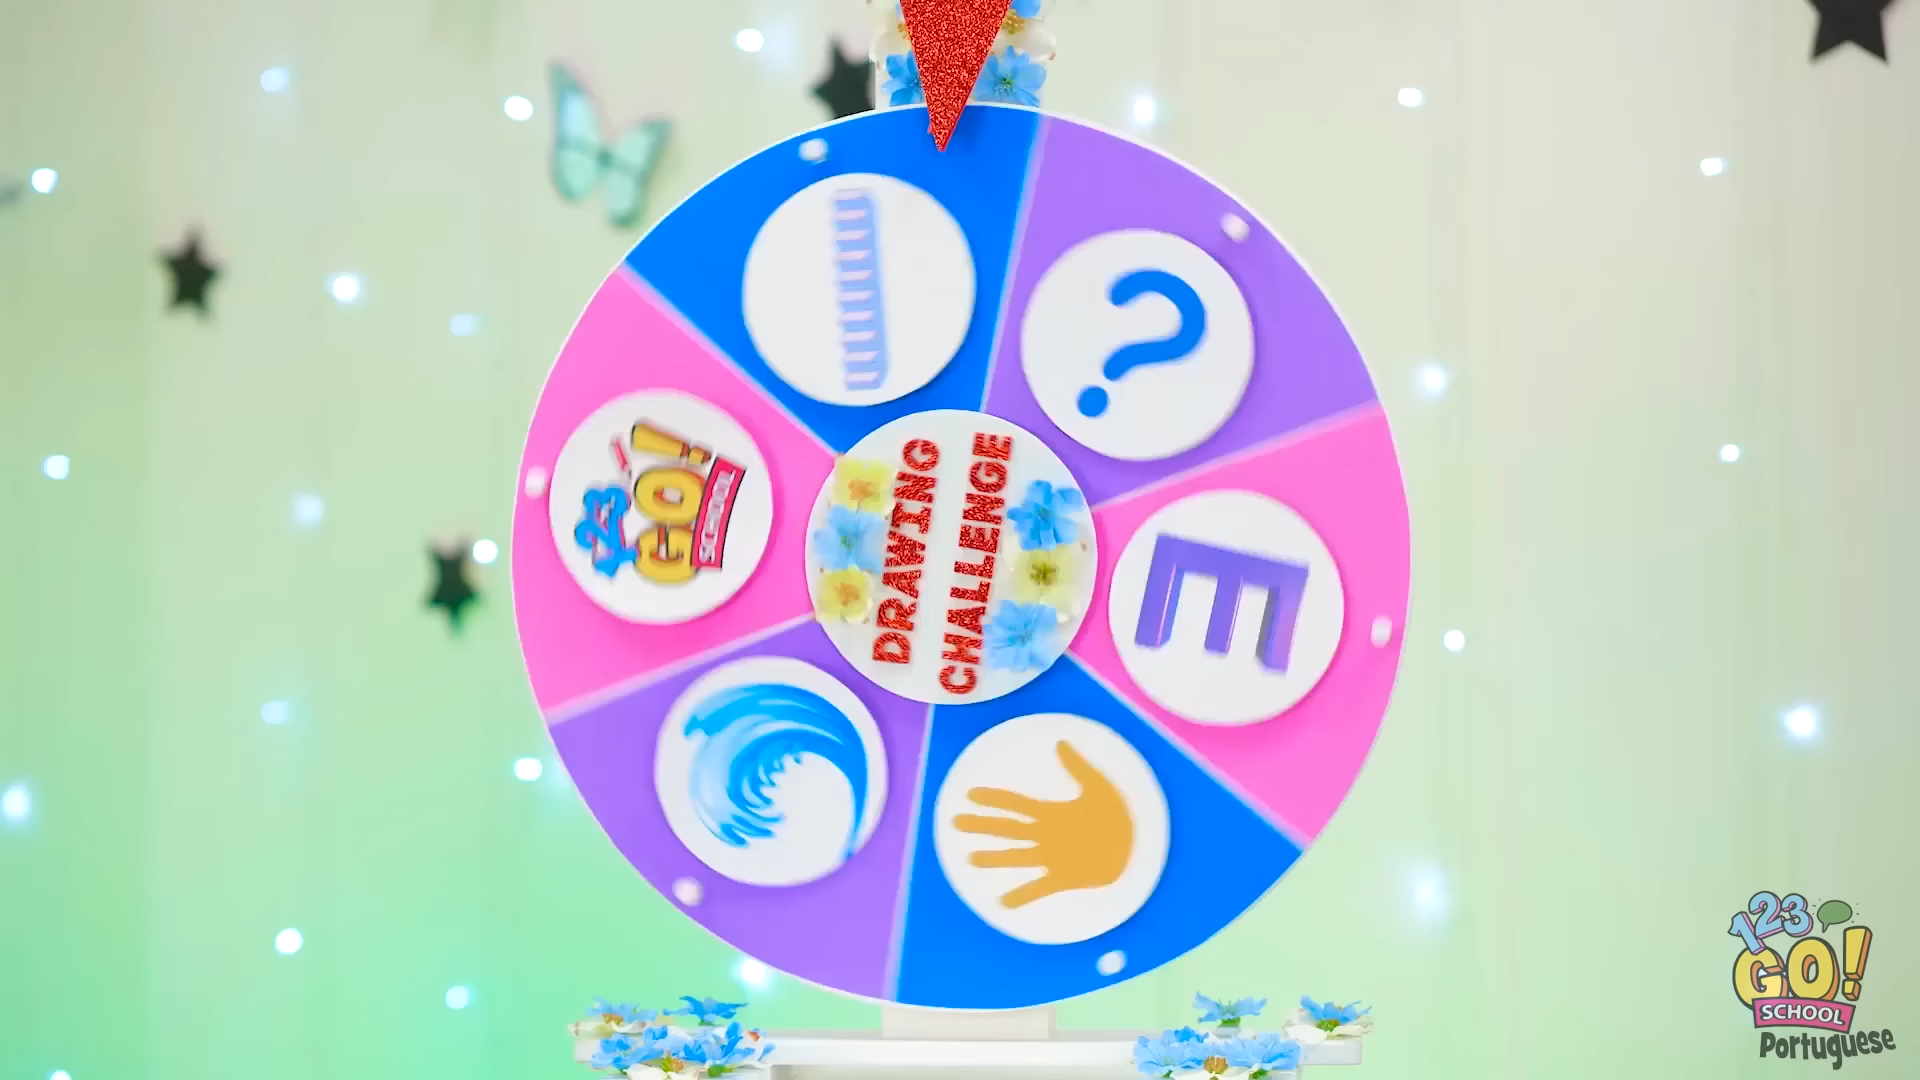 ?
123
GO!
SCHOOL
DRAWING
CHALLENGE
E
123
GO!
SCHOOL
Portuguese